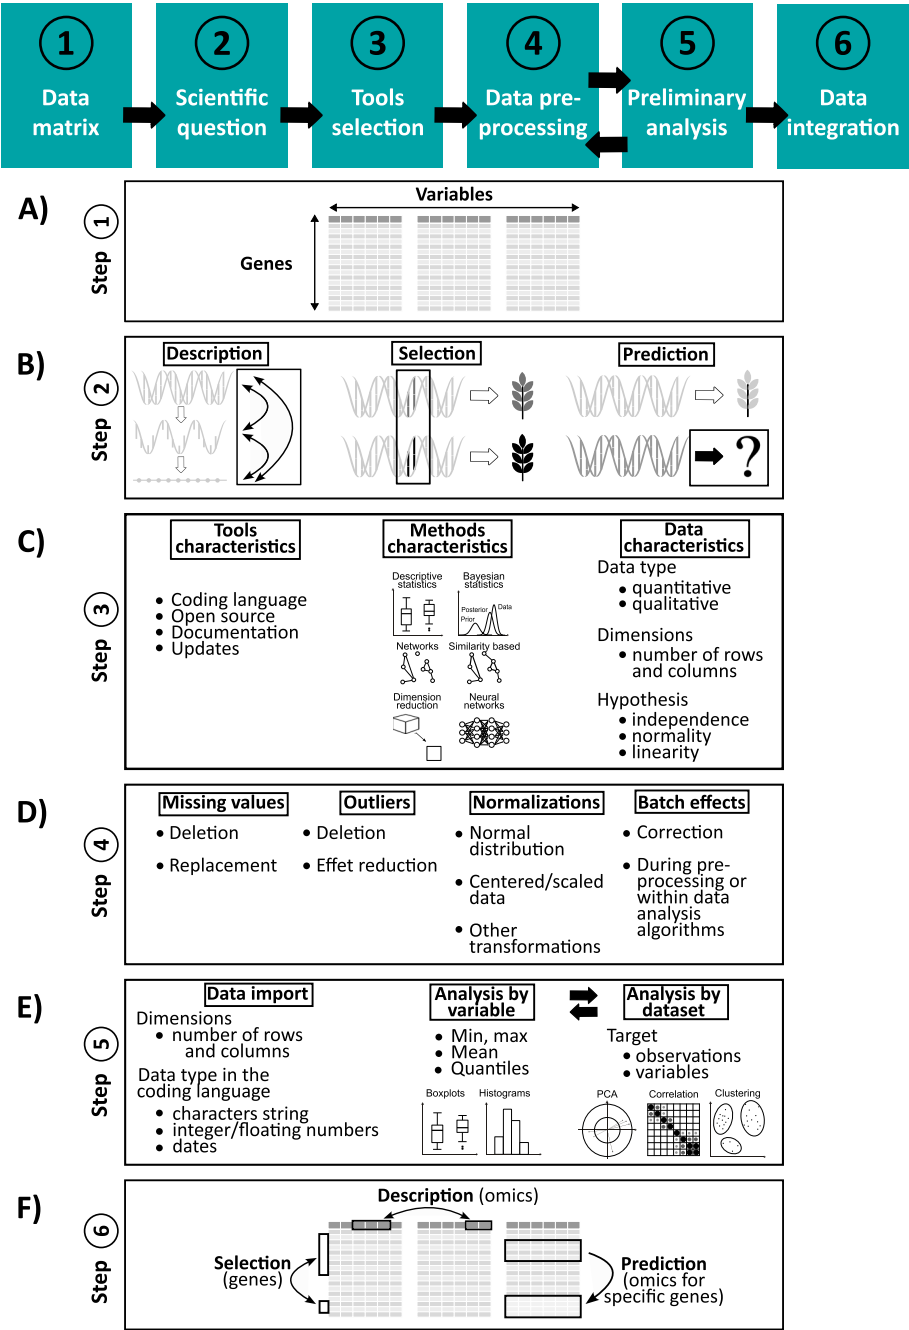 1
Data
matrix
2
Scientific
question
3
Tools
selection
4
Data pre-
processing
5
Preliminary
analysis
6
Data
integration
A)
Step 1
Variables
Genes
B)
Step 2
Description
Selection
Prediction
?
C)
Step 3
Tools
characteristics
• Coding language
• Open source
• Documentation
• Updates
Methods
characteristics
Descriptive
statistics
Bayesian
statistics
Posterior
Data
Prior
Networks
Similarity based
Dimension
reduction
Neural
networks
Data
characteristics
Data type
• quantitative
• qualitative
Dimensions
• number of rows
and columns
Hypothesis
• independence
• normality
• linearity
D)
Step 4
Missing values
• Deletion
• Replacement
Outliers
• Deletion
• Effet reduction
Normalizations
• Normal
distribution
• Centered/scaled
data
• Other
transformations
Batch effects
• Correction
• During pre-
processing or
within data
analysis
algorithms
E)
Step 5
Data import
Dimensions
• number of rows
and columns
Data type in the
coding language
• characters string
• integer/floating numbers
• dates
Analysis by
variable
• Min, max
• Mean
• Quantiles
Boxplots
Histograms
Analysis by
dataset
Target
• observations
• variables
PCA
Correlation
Clustering
F)
Step 6
Description (omics)
Selection
(genes)
Prediction
(omics for
specific genes)